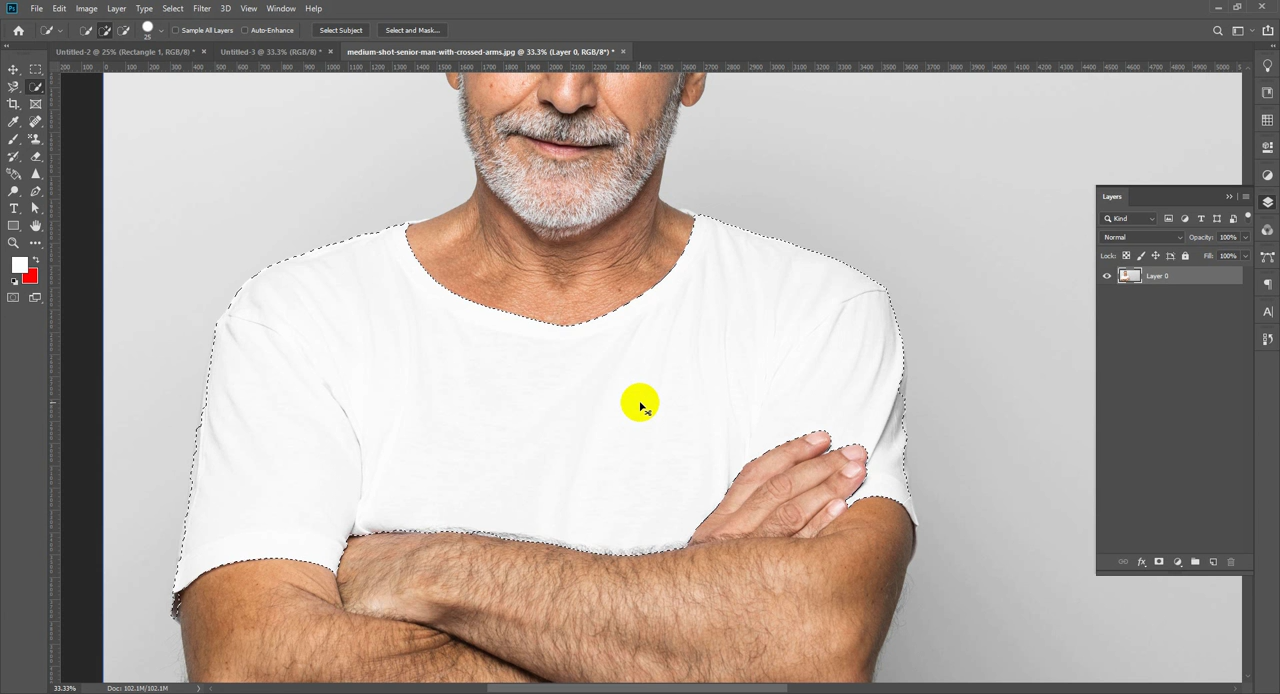 Ps File Edit Image Layer Type Select Filter 3D View Window Help
25 Sample All Layers Auto-Enhance Select Subject Select and Mask...
Untitled-2 @ 25% (Rectangle 1, RGB/8) * × Untitled-3 @ 33.3% (RGB/8) * × medium-shot-senior-man-with-crossed-arms.jpg @ 33.3% (Layer 0, RGB/8*) * ×
Layers
Kind
Normal Opacity: 100%
Lock: Fill: 100%
Layer 0
fx
33.33% Doc: 102.1M/102.1M